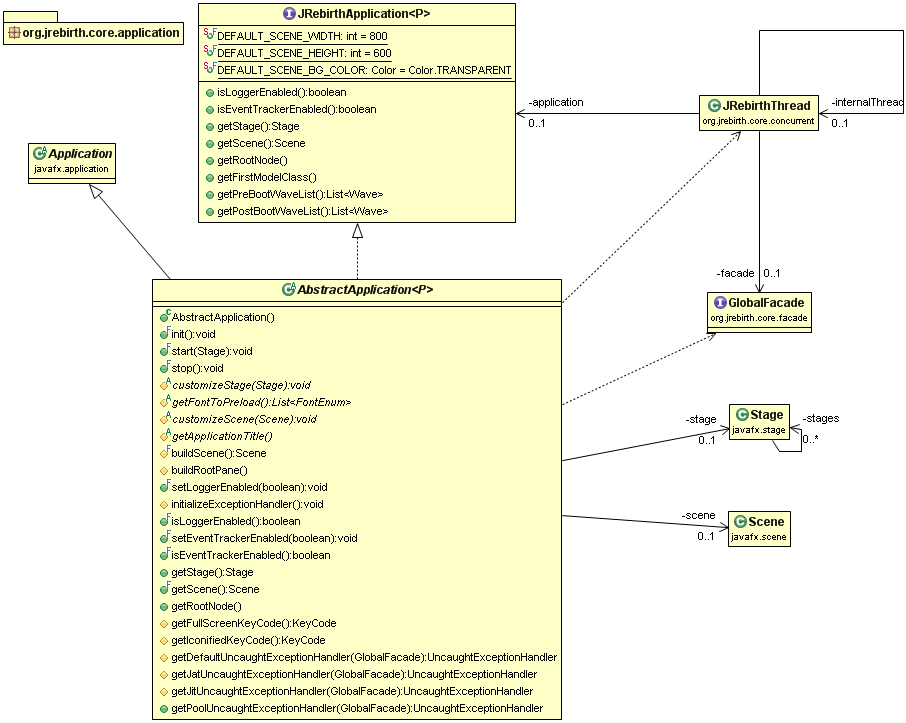 org.jrebirth.core.application
JRebirthApplication<P>
DEFAULT_SCENE_WIDTH: int = 800
DEFAULT_SCENE_HEIGHT: int = 600
DEFAULT_SCENE_BG_COLOR: Color = Color.TRANSPARENT
isLoggerEnabled():boolean
isEventTrackerEnabled():boolean
getStage():Stage
getScene():Scene
getRootNode()
getFirstModelClass()
getPreBootWaveList():List<Wave>
getPostBootWaveList():List<Wave>
-application
0..1
JRebirthThread
org.jrebirth.core.concurrent
-internalThread
0..1
Application
javafx.application
-facade
0..1
GlobalFacade
org.jrebirth.core.facade
AbstractApplication<P>
AbstractApplication()
init():void
start(Stage):void
stop():void
customizeStage(Stage):void
getFontToPreload():List<FontEnum>
customizeScene(Scene):void
getApplicationTitle()
buildScene():Scene
buildRootPane()
setLoggerEnabled(boolean):void
initializeExceptionHandler():void
isLoggerEnabled():boolean
setEventTrackerEnabled(boolean):void
isEventTrackerEnabled():boolean
getStage():Stage
getScene():Scene
getRootNode()
getFullScreenKeyCode():KeyCode
getIconifiedKeyCode():KeyCode
getDefaultUncaughtExceptionHandler(GlobalFacade):UncaughtExceptionHandler
getJatUncaughtExceptionHandler(GlobalFacade):UncaughtExceptionHandler
getJitUncaughtExceptionHandler(GlobalFacade):UncaughtExceptionHandler
getPoolUncaughtExceptionHandler(GlobalFacade):UncaughtExceptionHandler
-stage
0..1
Stage
javafx.stage
-stages
0..*
-scene
0..1
Scene
javafx.scene